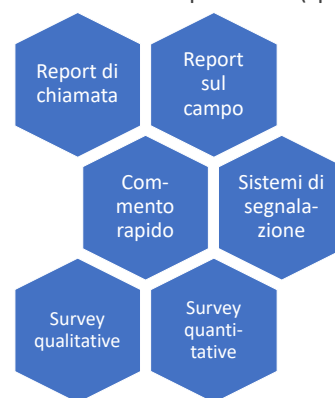 Report di
chiamata
Report
sul
campo
Com-
mento
rapido
Sistemi di
segnala-
zione
Survey
qualitative
Survey
quanti-
tative